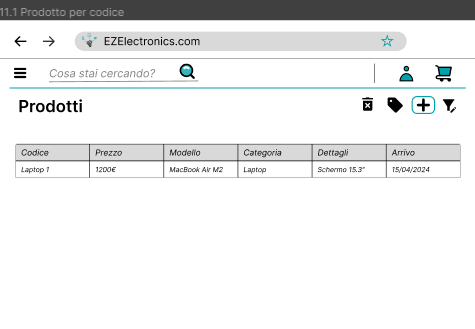 11.1 Prodotto per codice
EZElectronics.com
Cosa stai cercando?
Prodotti
Codice Prezzo Modello Categoria Dettagli Arrivo
Laptop 1 1200€ MacBook Air M2 Laptop Schermo 15.3" 15/04/2024